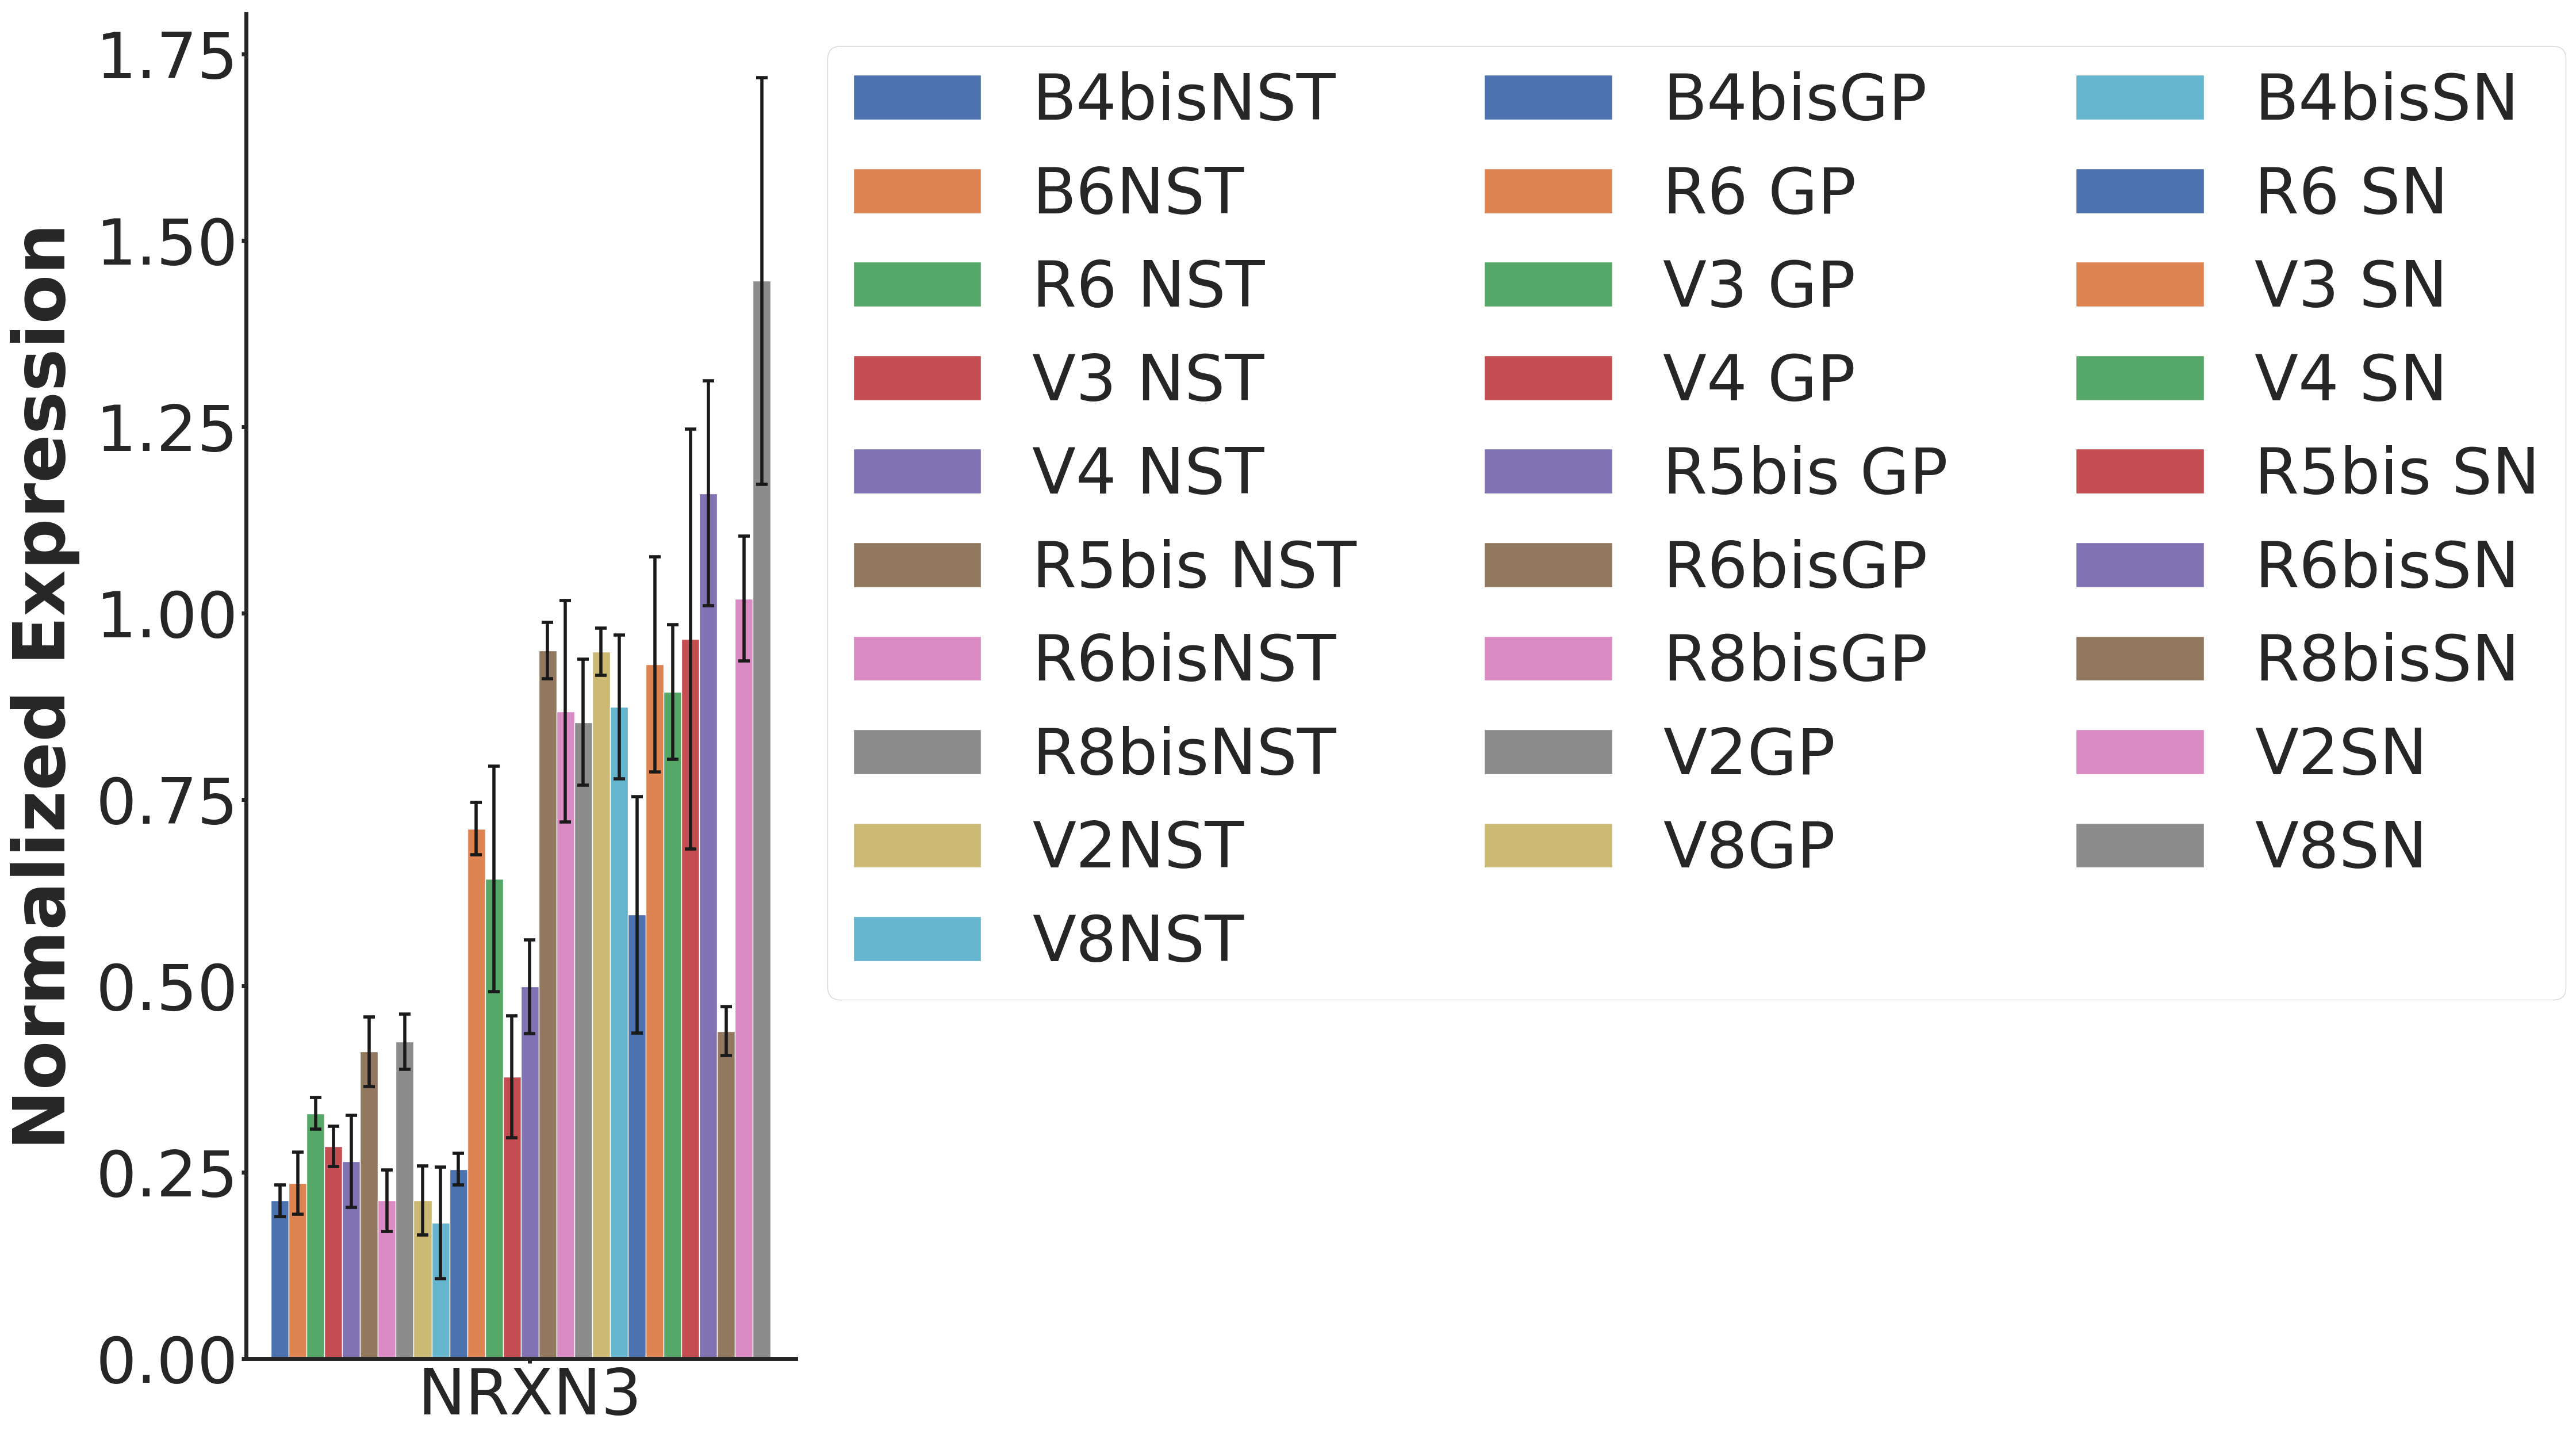 Normalized Expression
1.75
1.50
1.25
1.00
0.75
0.50
0.25
0.00
NRXN3
B4bisNST
B6NST
R6 NST
V3 NST
V4 NST
R5bis NST
R6bisNST
R8bisNST
V2NST
V8NST
B4bisGP
R6 GP
V3 GP
V4 GP
R5bis GP
R6bisGP
R8bisGP
V2GP
V8GP
B4bisSN
R6 SN
V3 SN
V4 SN
R5bis SN
R6bisSN
R8bisSN
V2SN
V8SN